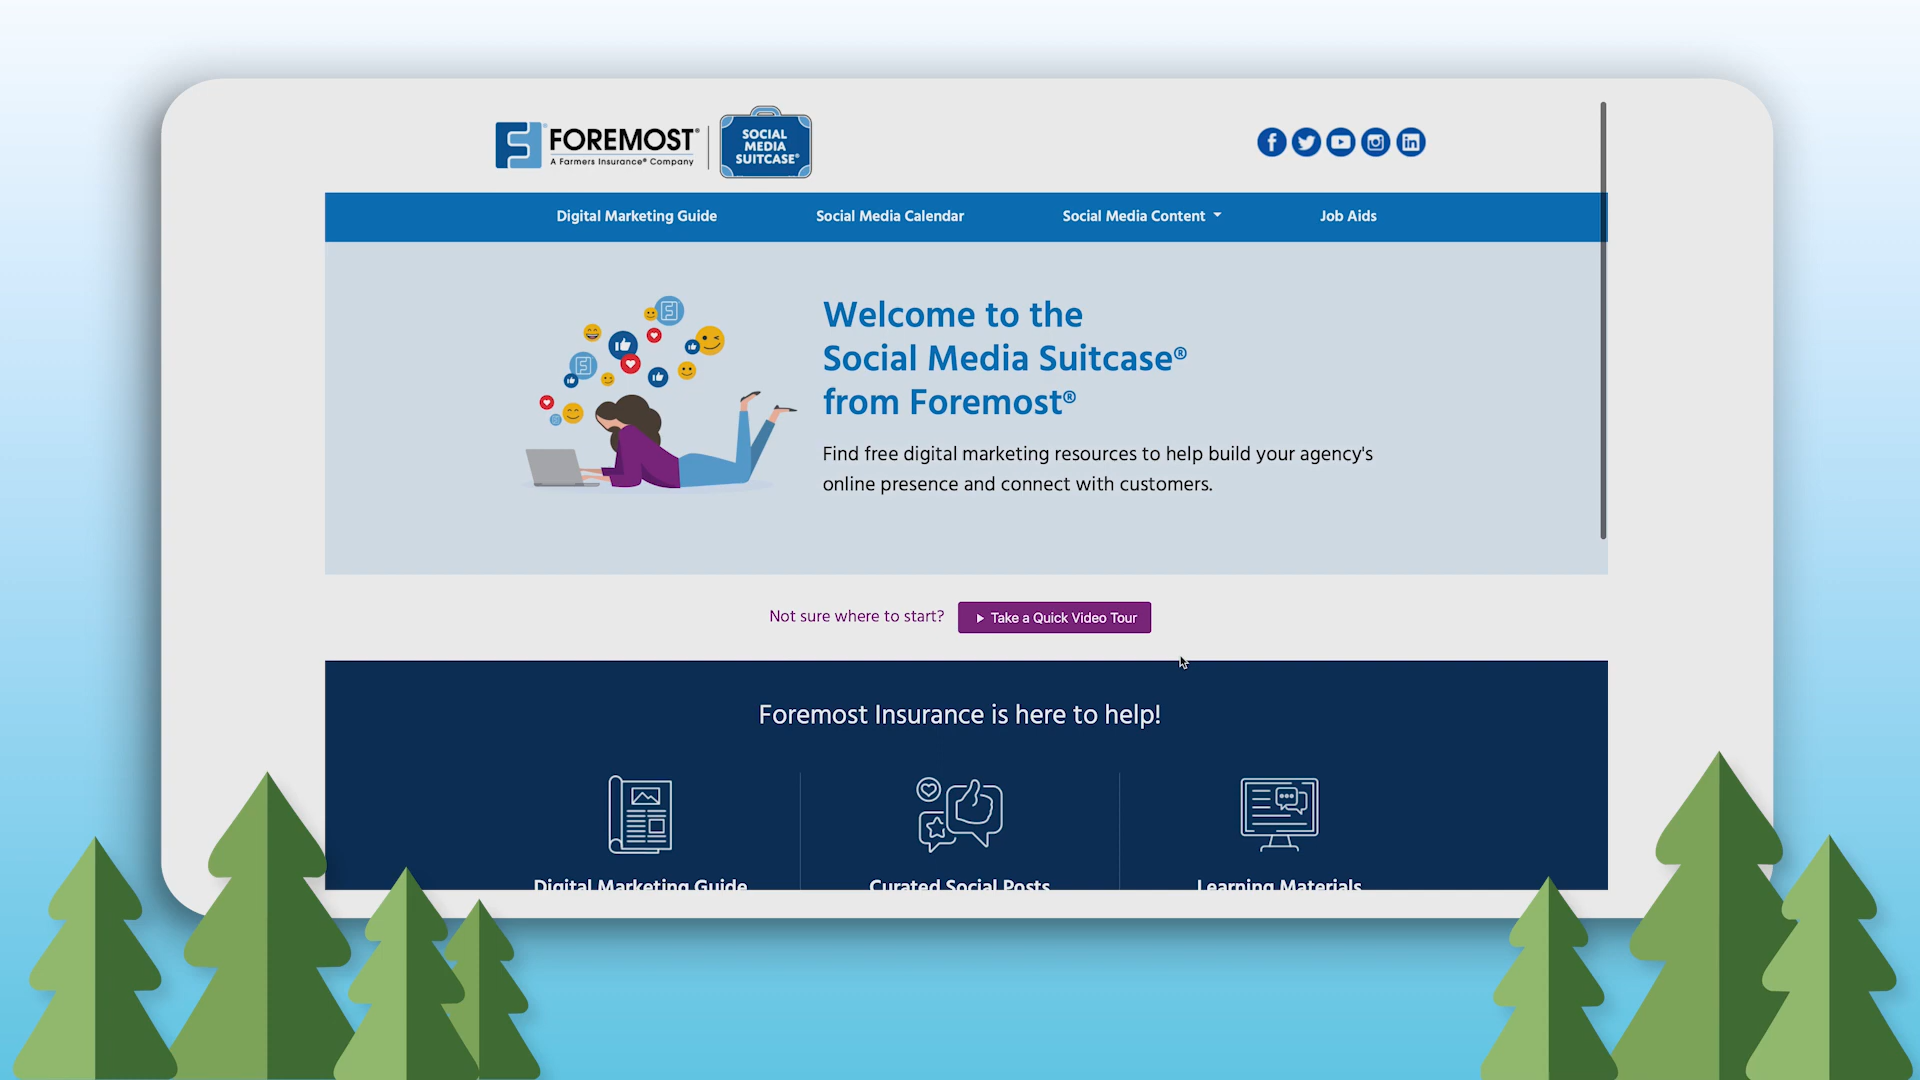 FOREMOST®
A Farmers Insurance® Company
SOCIAL
MEDIA
SUITCASE®
Digital Marketing Guide
Social Media Calendar
Social Media Content
Job Aids
Welcome to the
Social Media Suitcase®
from Foremost®
Find free digital marketing resources to help build your agency's
online presence and connect with customers.
Not sure where to start?
Take a Quick Video Tour
Foremost Insurance is here to help!
Digital Marketing Guide
Curated Social Posts
Learning Materials